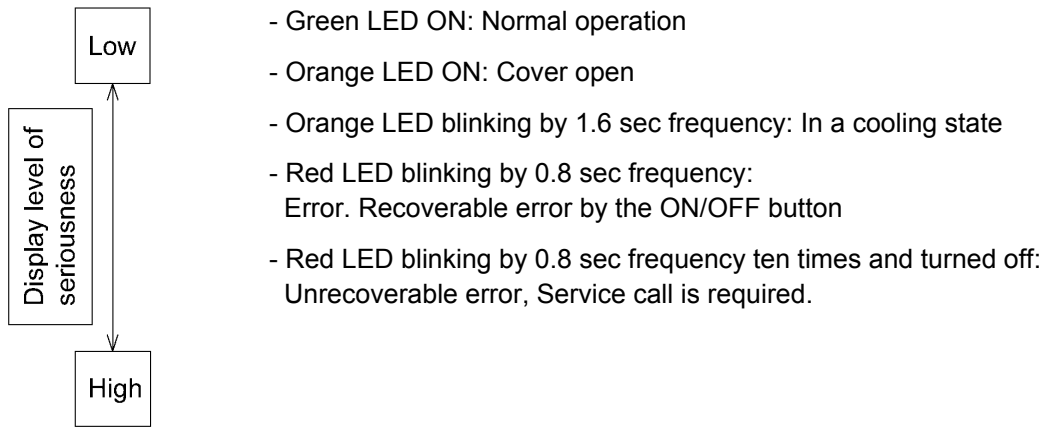 Low
Display level of
seriousness
High
- Green LED ON: Normal operation
- Orange LED ON: Cover open
- Orange LED blinking by 1.6 sec frequency: In a cooling state
- Red LED blinking by 0.8 sec frequency:
Error. Recoverable error by the ON/OFF button
- Red LED blinking by 0.8 sec frequency ten times and turned off:
Unrecoverable error, Service call is required.